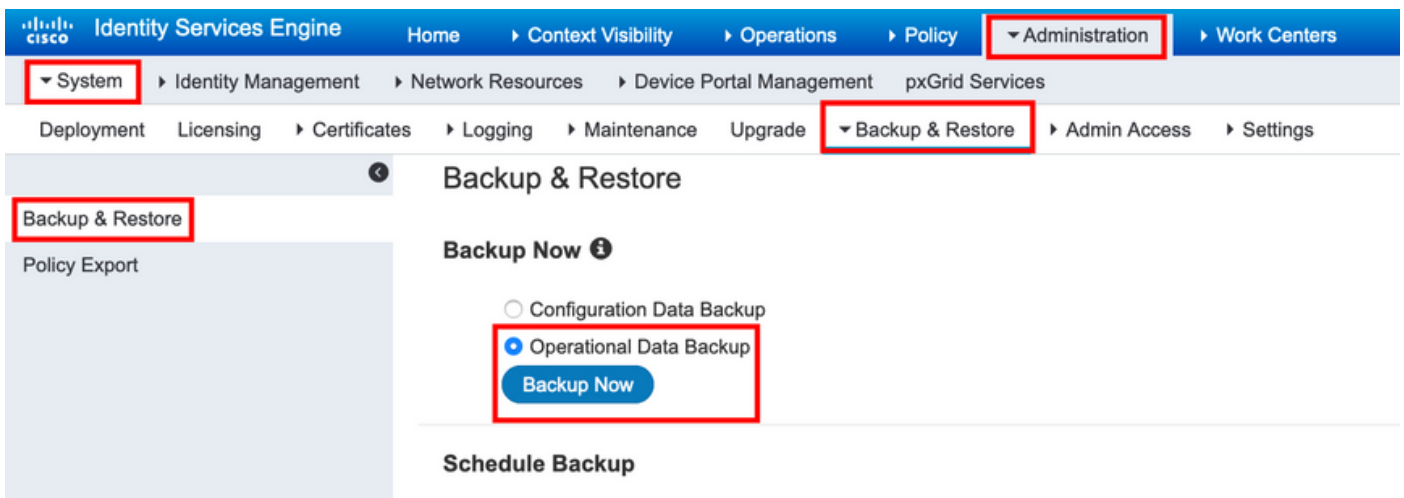 cisco Identity Services Engine Home Context Visibility Operations Policy Administration Work Centers
System Identity Management Network Resources Device Portal Management pxGrid Services
Deployment Licensing Certificates Logging Maintenance Upgrade Backup & Restore Admin Access Settings
Backup & Restore
Policy Export
Backup & Restore
Backup Now
Configuration Data Backup
Operational Data Backup
Backup Now
Schedule Backup